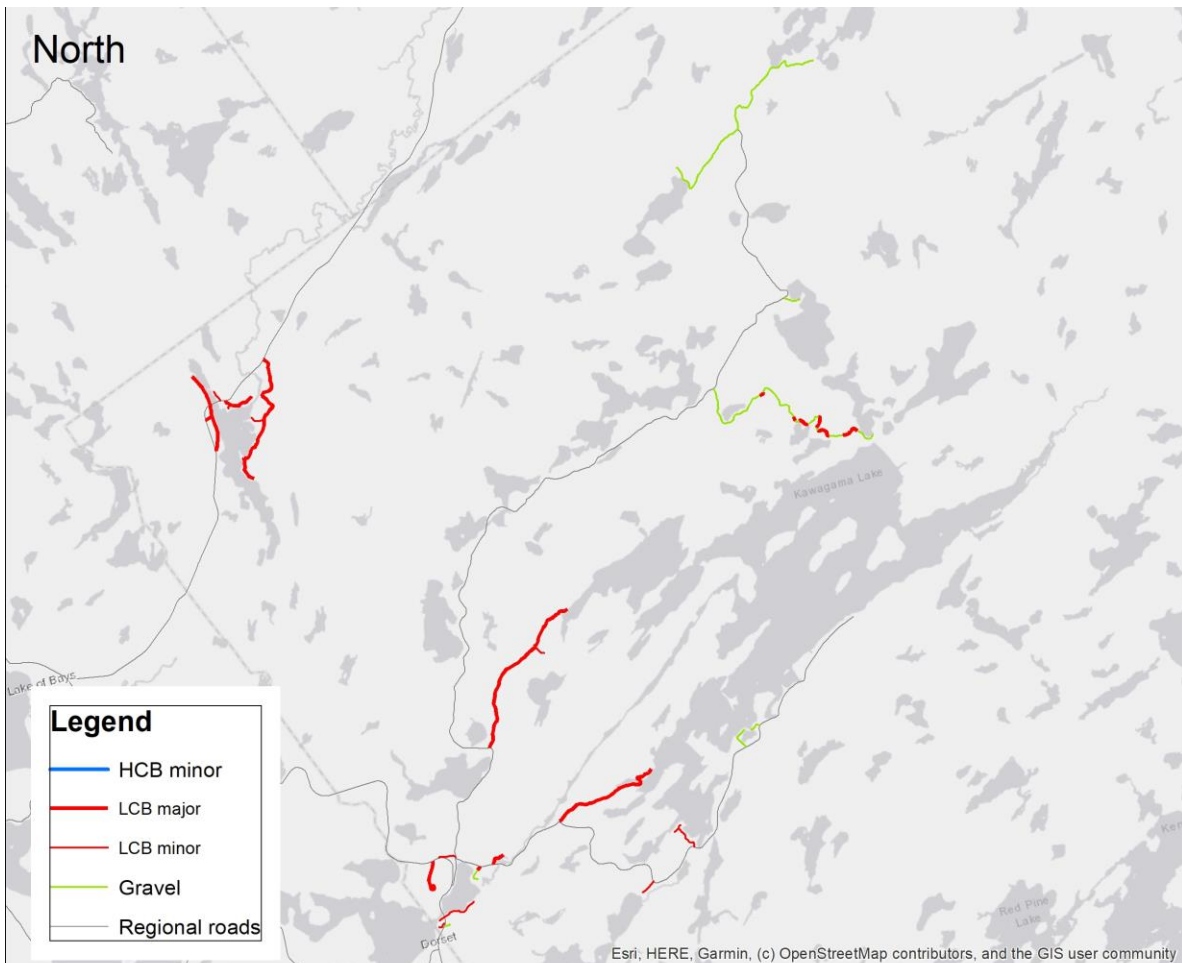 North
Kawagama Lake
Lake of Bays
Legend
HCB minor
LCB major
LCB minor
Gravel
Regional roads
Dorset
Red Pine
Lake
Esri, HERE, Garmin, (c) OpenStreetMap contributors, and the GIS user community